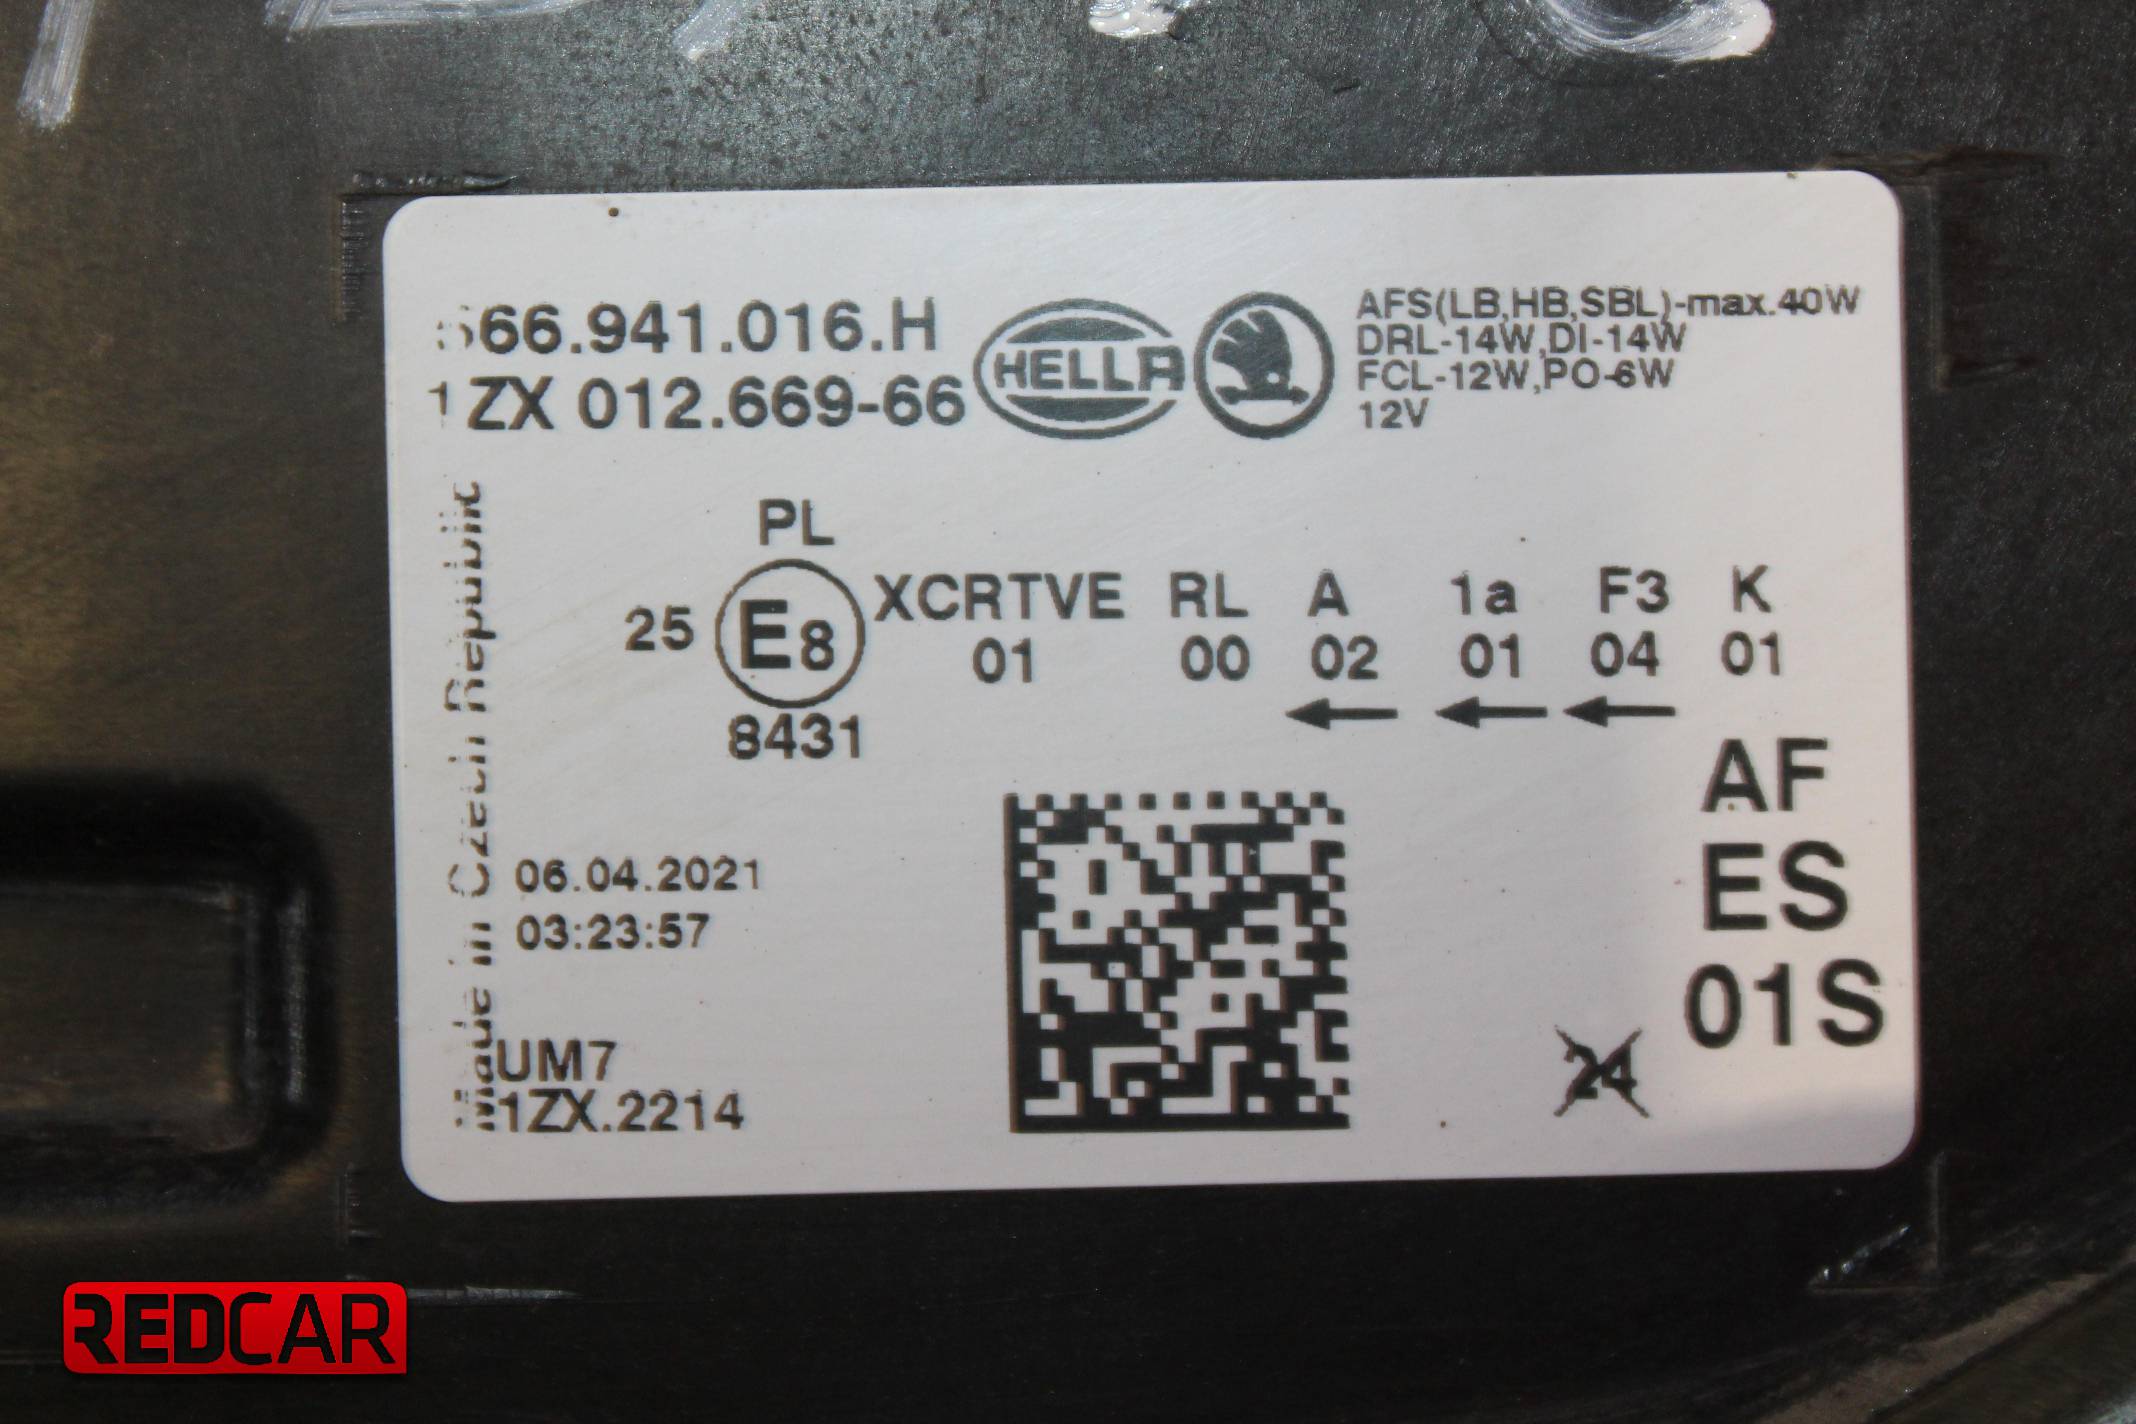 566.941.016.H
1ZX 012.669-66
HELLA
AFS(LB,HB,SBL)-max.40W
DRL-14W,DI-14W
FCL-12W,PO-6W
12V
PL
25 E8 XCRTVE RL A 1a F3 K
01 00 02 01 04 01
8431
AF
ES
01S
Made in Czech Republic
06.04.2021
03:23:57
24
UM7
1ZX.2214
REDCAR